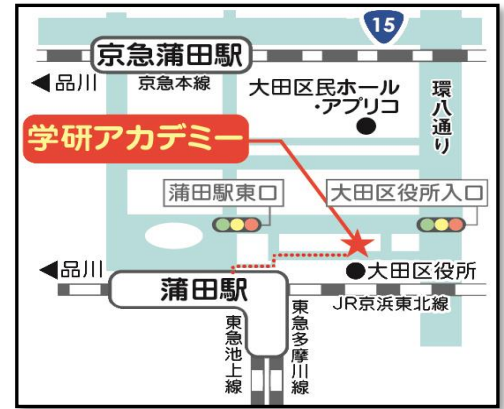 15
京急蒲田駅
◀品川
京急本線
大田区民ホール
・アプリコ
環八通り
学研アカデミー
蒲田駅東口
大田区役所入口
◀品川
大田区役所
蒲田駅
JR京浜東北線
東急池上線
東急多摩川線